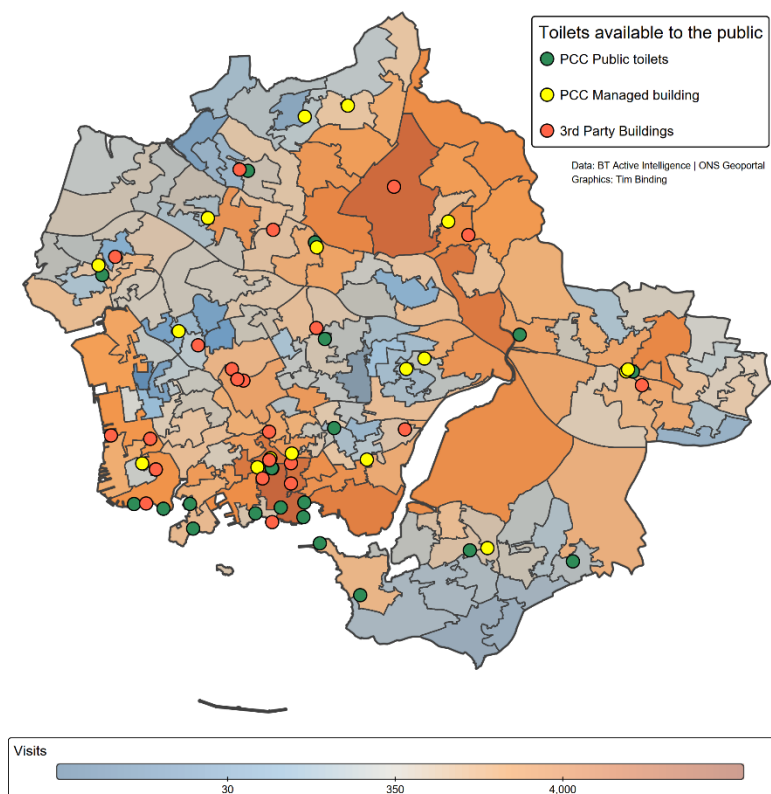 Toilets available to the public
PCC Public toilets
PCC Managed building
3rd Party Buildings
Data: BT Active Intelligence | ONS Geoportal
Graphics: Tim Binding
Visits
30
350
4,000